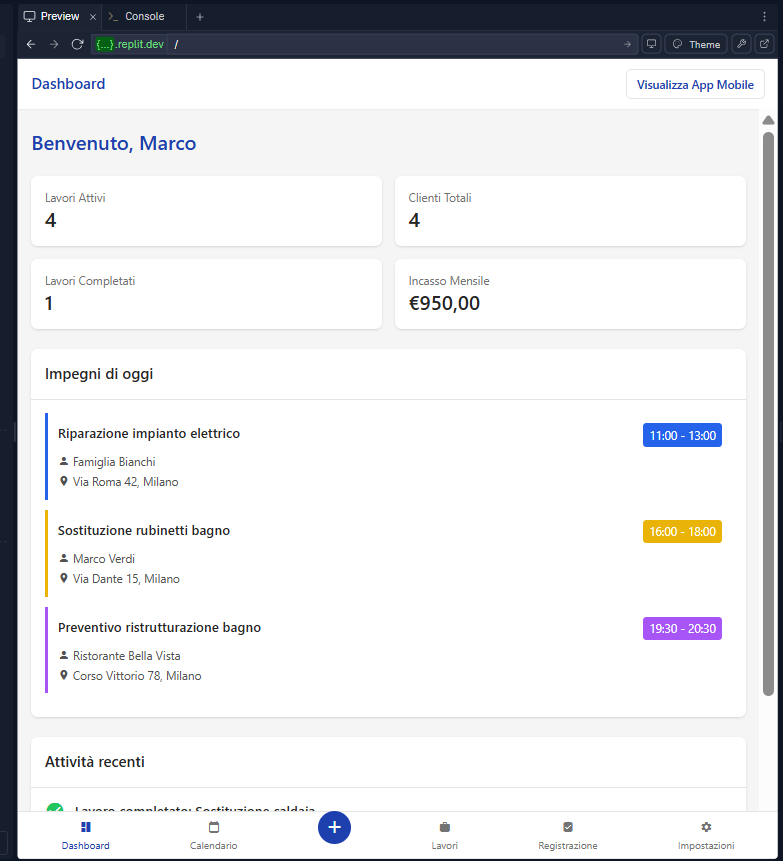 Preview
Console
{...}.replit.dev /
Theme
Dashboard
Visualizza App Mobile
Benvenuto, Marco
Lavori Attivi
4
Clienti Totali
4
Lavori Completati
1
Incasso Mensile
€950,00
Impegni di oggi
Riparazione impianto elettrico
11:00 - 13:00
Famiglia Bianchi
Via Roma 42, Milano
Sostituzione rubinetti bagno
16:00 - 18:00
Marco Verdi
Via Dante 15, Milano
Preventivo ristrutturazione bagno
19:30 - 20:30
Ristorante Bella Vista
Corso Vittorio 78, Milano
Attività recenti
Lavoro completato: Sostituzione caldaia
Dashboard
Calendario
Lavori
Registrazione
Impostazioni